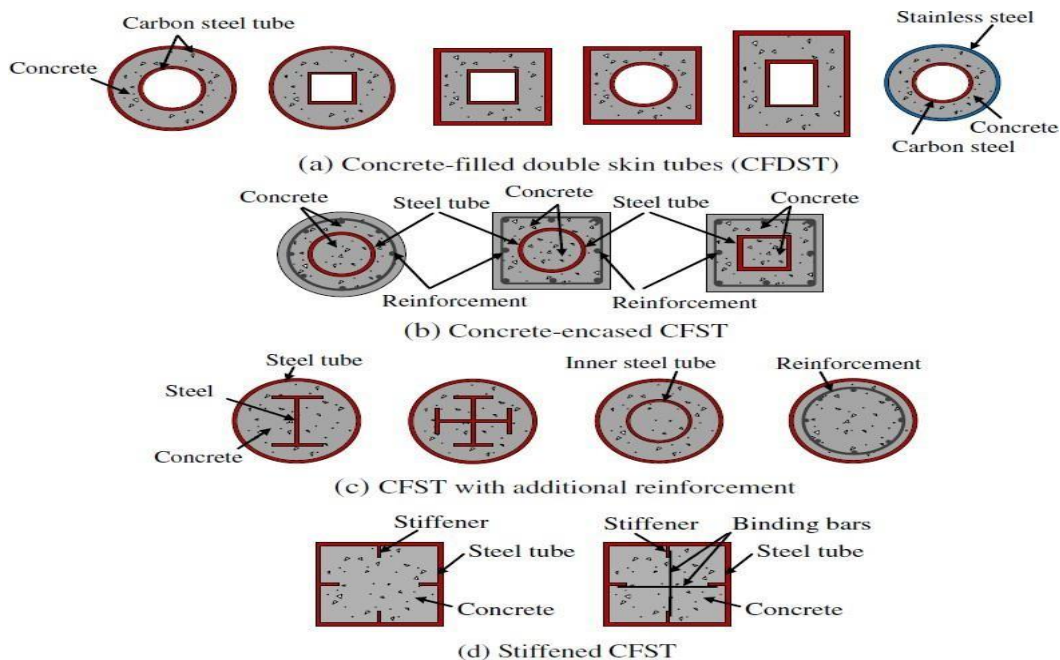 Carbon steel tube
Stainless steel
Concrete
Concrete
Carbon steel
(a) Concrete-filled double skin tubes (CFDST)
Concrete
Steel tube
Concrete
Steel tube
Concrete
Reinforcement
Reinforcement
(b) Concrete-encased CFST
Steel tube
Inner steel tube
Reinforcement
Steel
Concrete
(c) CFST with additional reinforcement
Stiffener
Stiffener
Binding bars
Steel tube
Steel tube
Concrete
Concrete
(d) Stiffened CFST